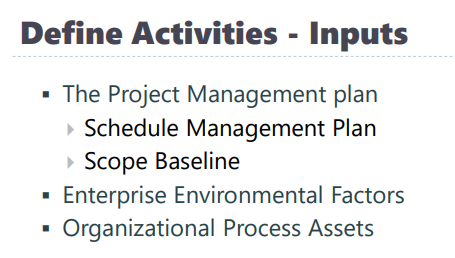 Define Activities - Inputs
▪ The Project Management plan
Schedule Management Plan
Scope Baseline
▪ Enterprise Environmental Factors
▪ Organizational Process Assets